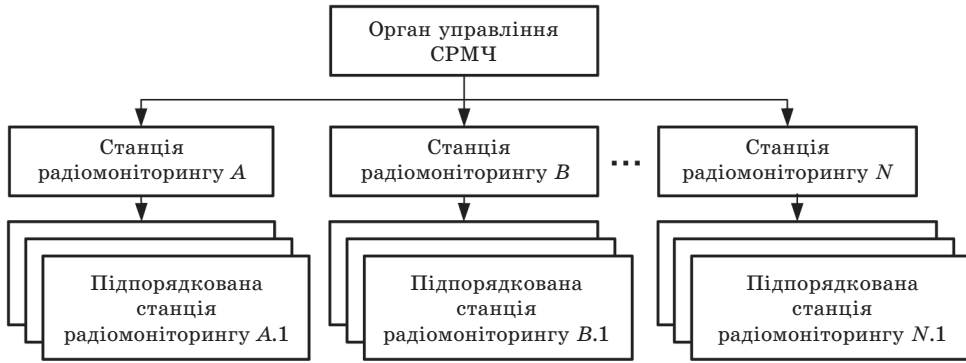 Орган управління
СРМЧ
Станція
радіомоніторингу A
Станція
радіомоніторингу B
...
Станція
радіомоніторингу N
Підпорядкована
станція
радіомоніторингу A.1
Підпорядкована
станція
радіомоніторингу B.1
Підпорядкована
станція
радіомоніторингу N.1